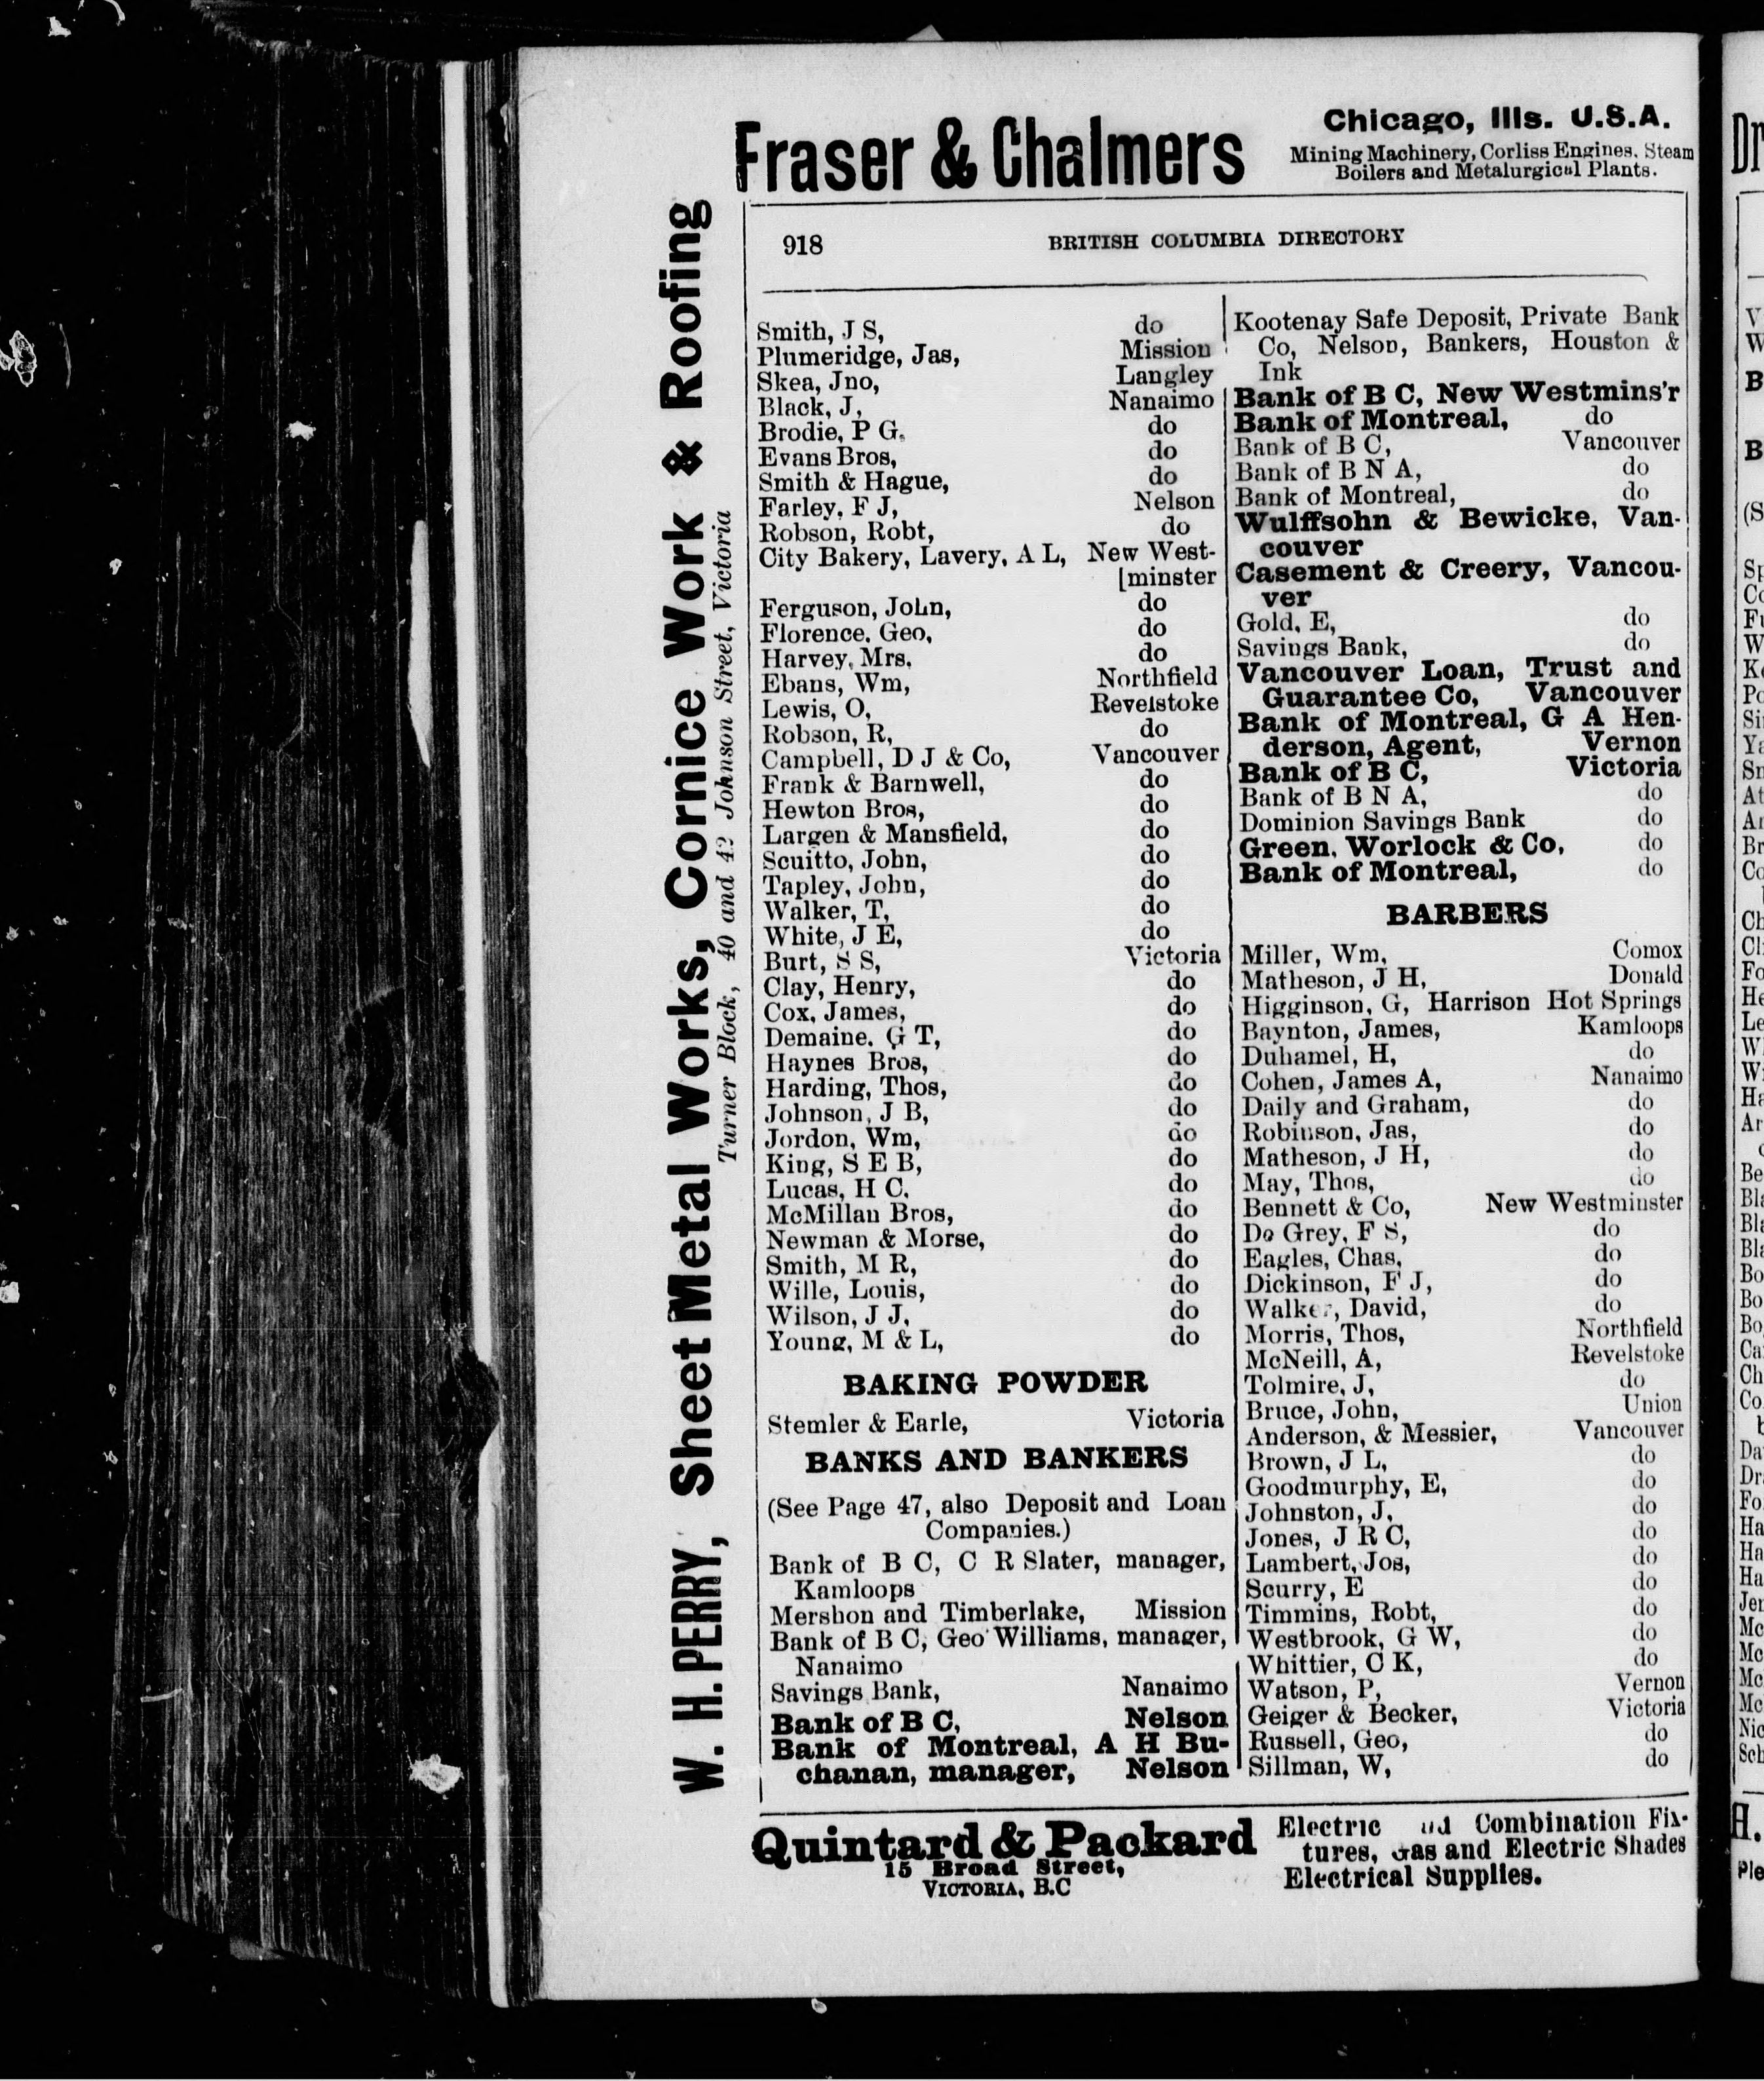 Fraser & Chalmers
Chicago, Ills. U.S.A.
Mining Machinery, Corliss Engines, Steam
Boilers and Metalurgical Plants.
W. H. PERRY, Sheet Metal Works, Cornice Work & Roofing
Turner Block, 40 and 42 Johnson Street, Victoria
918 BRITISH COLUMBIA DIRECTORY
Smith, J S, do
Plumeridge, Jas, Mission
Skea, Jno, Langley
Black, J, Nanaimo
Brodie, P G, do
Evans Bros, do
Smith & Hague, do
Farley, F J, Nelson
Robson, Robt, do
City Bakery, Lavery, A L, New West-
[minster
Ferguson, John, do
Florence, Geo, do
Harvey, Mrs. do
Ebans, Wm, Northfield
Lewis, O, Revelstoke
Robson, R, do
Campbell, D J & Co, Vancouver
Frank & Barnwell, do
Hewton Bros, do
Largen & Mansfield, do
Scuitto, John, do
Tapley, John, do
Walker, T, do
White, J E, do
Burt, S S, Victoria
Clay, Henry, do
Cox, James, do
Demaine, G T, do
Haynes Bros, do
Harding, Thos, do
Johnson, J B, do
Jordon, Wm, do
King, S E B, do
Lucas, H C. do
McMillan Bros, do
Newman & Morse, do
Smith, M R, do
Wille, Louis, do
Wilson, J J, do
Young, M & L, do
BAKING POWDER
Stemler & Earle, Victoria
BANKS AND BANKERS
(See Page 47, also Deposit and Loan
Companies.)
Bank of B C, C R Slater, manager,
Kamloops
Mershon and Timberlake, Mission
Bank of B C, Geo Williams, manager,
Nanaimo
Savings Bank, Nanaimo
Bank of B C, Nelson
Bank of Montreal, A H Bu-
chanan, manager, Nelson
Kootenay Safe Deposit, Private Bank
Co, Nelson, Bankers, Houston &
Ink
Bank of B C, New Westmins'r
Bank of Montreal, do
Bank of B C, Vancouver
Bank of B N A, do
Bank of Montreal, do
Wulffsohn & Bewicke, Van-
couver
Casement & Creery, Vancou-
ver
Gold, E, do
Savings Bank, do
Vancouver Loan, Trust and
Guarantee Co, Vancouver
Bank of Montreal, G A Hen-
derson, Agent, Vernon
Bank of B C, Victoria
Bank of B N A, do
Dominion Savings Bank do
Green, Worlock & Co, do
Bank of Montreal, do
BARBERS
Miller, Wm, Comox
Matheson, J H, Donald
Higginson, G, Harrison Hot Springs
Baynton, James, Kamloops
Duhamel, H, do
Cohen, James A, Nanaimo
Daily and Graham, do
Robinson, Jas, do
Matheson, J H, do
May, Thos, do
Bennett & Co, New Westminster
De Grey, F S, do
Eagles, Chas, do
Dickinson, F J, do
Walker, David, do
Morris, Thos, Northfield
McNeill, A, Revelstoke
Tolmire, J, do
Bruce, John, Union
Anderson, & Messier, Vancouver
Brown, J L, do
Goodmurphy, E, do
Johnston, J, do
Jones, J R C, do
Lambert, Jos, do
Scurry, E do
Timmins, Robt, do
Westbrook, G W, do
Whittier, C K, do
Watson, P, Vernon
Geiger & Becker, Victoria
Russell, Geo, do
Sillman, W, do
Quintard & Packard
15 Broad Street,
VICTORIA, B.C
Electric Combination Fix-
tures, Gas and Electric Shades
Electrical Supplies.